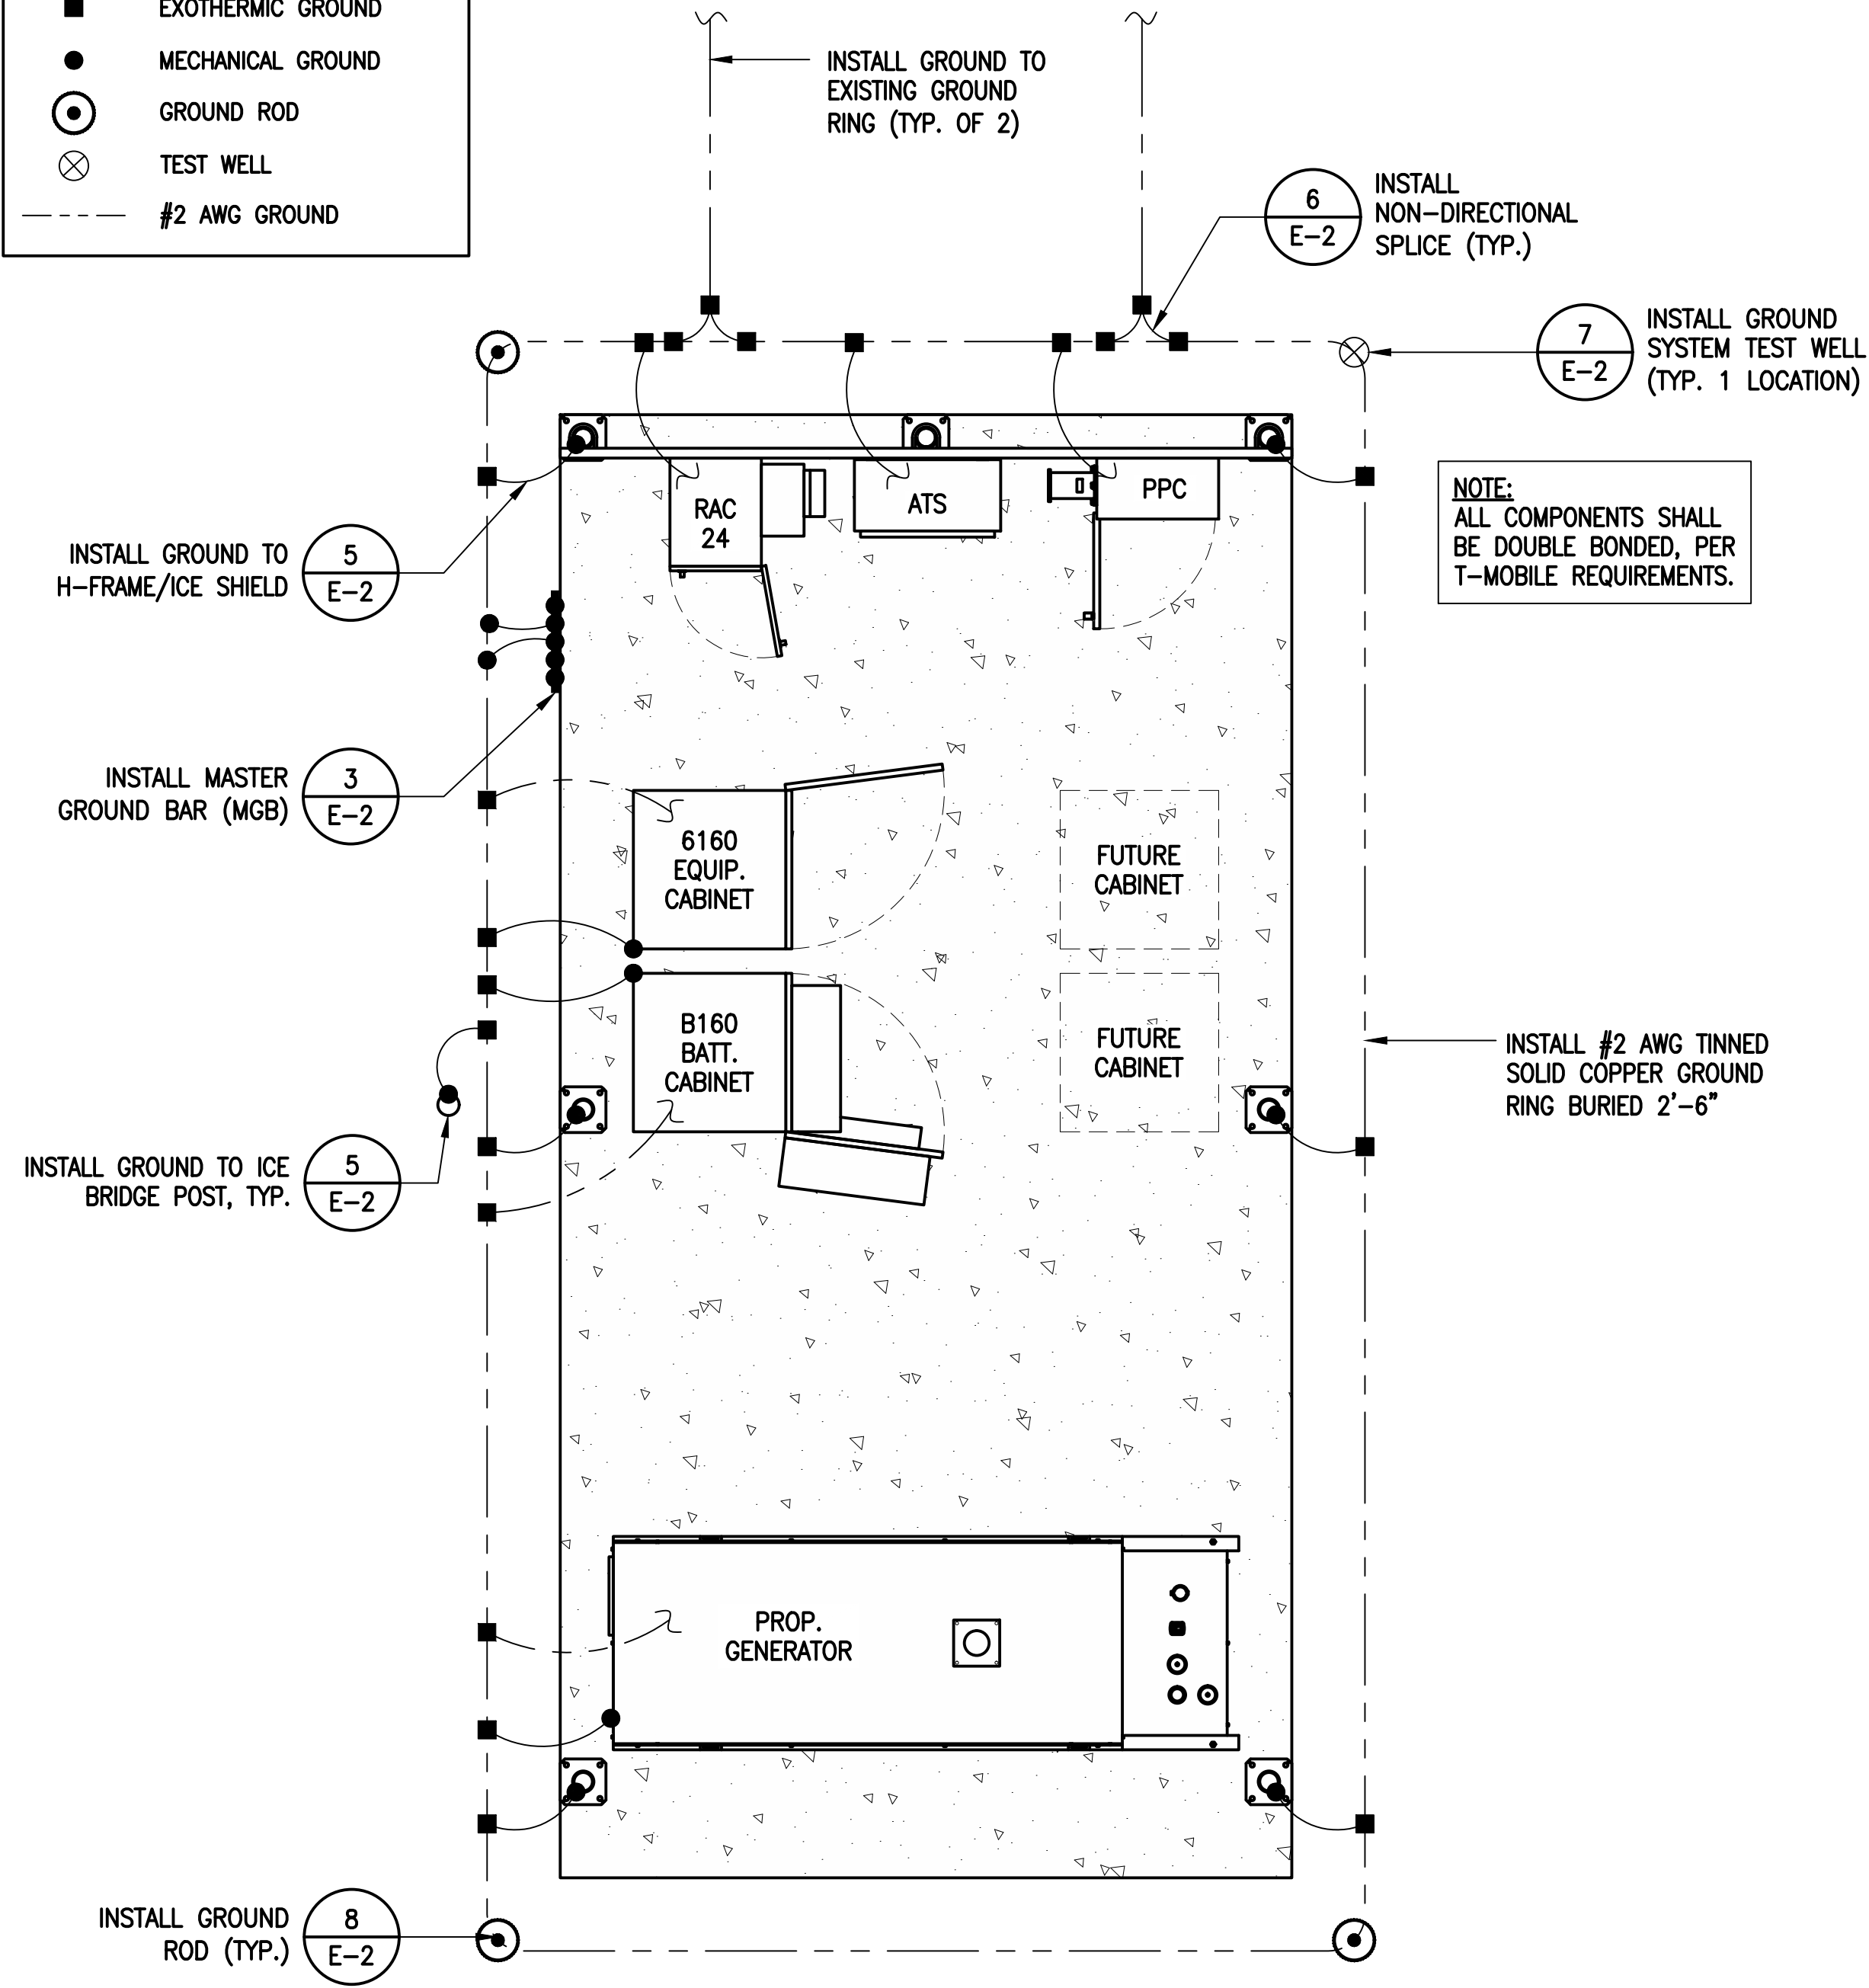 EXOTHERMIC GROUND
MECHANICAL GROUND
GROUND ROD
TEST WELL
#2 AWG GROUND
INSTALL GROUND TO
EXISTING GROUND
RING (TYP. OF 2)
6
E-2
INSTALL
NON-DIRECTIONAL
SPLICE (TYP.)
7
E-2
INSTALL GROUND
SYSTEM TEST WELL
(TYP. 1 LOCATION)
RAC
24
ATS
PPC
NOTE:
ALL COMPONENTS SHALL
BE DOUBLE BONDED, PER
T-MOBILE REQUIREMENTS.
INSTALL GROUND TO
H-FRAME/ICE SHIELD
5
E-2
INSTALL MASTER
GROUND BAR (MGB)
3
E-2
6160
EQUIP.
CABINET
FUTURE
CABINET
B160
BATT.
CABINET
FUTURE
CABINET
INSTALL #2 AWG TINNED
SOLID COPPER GROUND
RING BURIED 2'-6"
INSTALL GROUND TO ICE
BRIDGE POST, TYP.
5
E-2
PROP.
GENERATOR
INSTALL GROUND
ROD (TYP.)
8
E-2